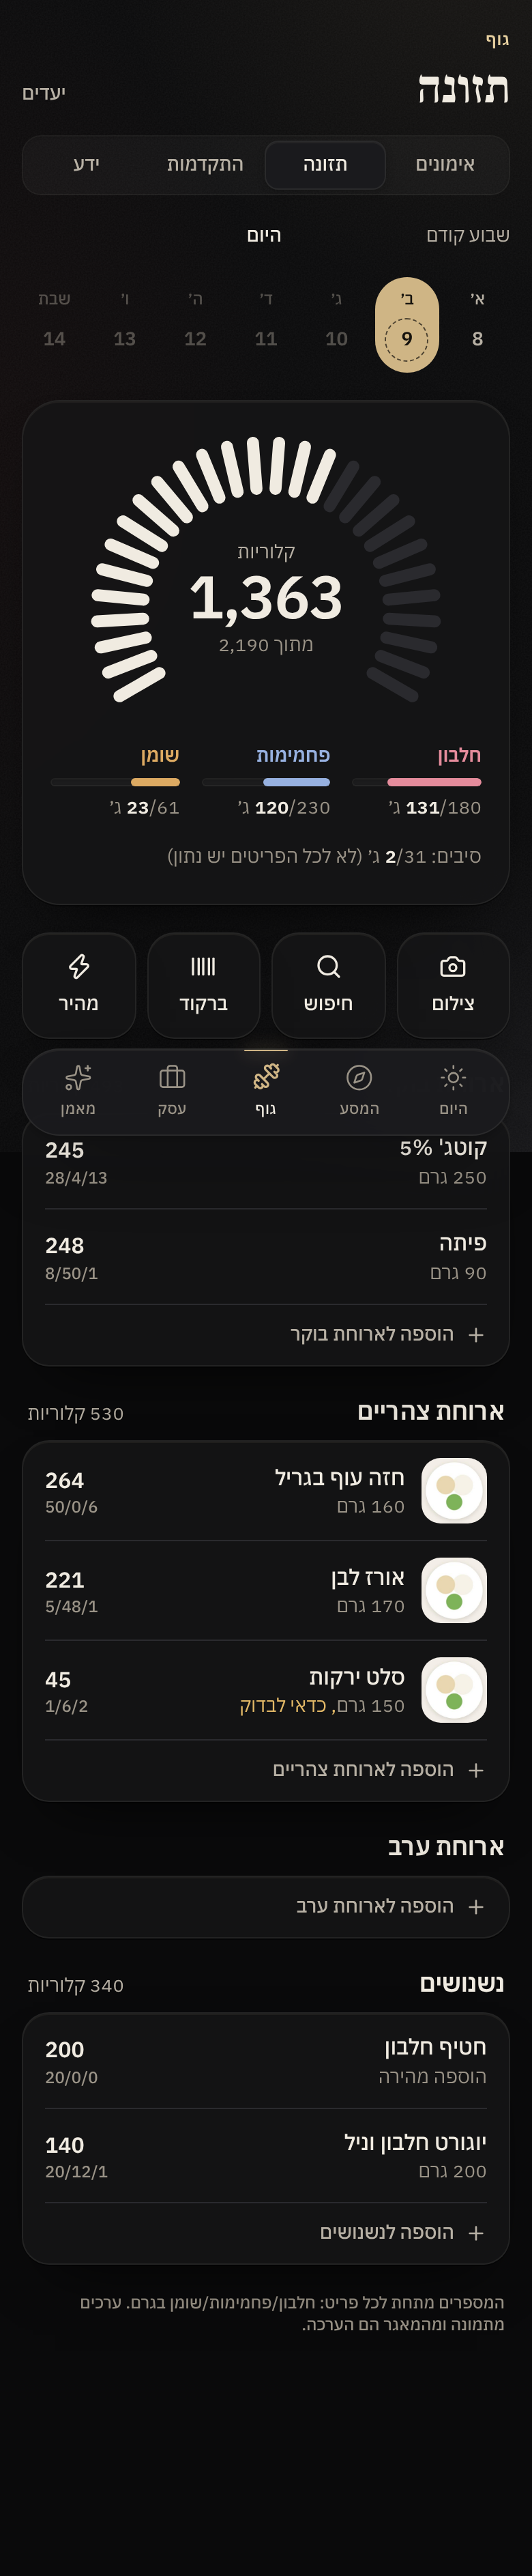 גוף
תזונה
יעדים
אימונים
תזונה
התקדמות
ידע
שבוע קודם
היום
א׳ ב׳ ג׳ ד׳ ה׳ ו׳ שבת
8 9 10 11 12 13 14
קלוריות
1,363
מתוך 2,190
חלבון פחמימות שומן
131/180 ג׳ 120/230 ג׳ 23/61 ג׳
סיבים: 2/31 ג׳ (לא לכל הפריטים יש נתון)
צילום חיפוש ברקוד מהיר
היום המסע גוף עסק מאמן
קוטג' 5% 245
250 גרם 28/4/13
פיתה 248
90 גרם 8/50/1
+ הוספה לארוחת בוקר
ארוחת צהריים 530 קלוריות
חזה עוף בגריל 264
160 גרם 50/0/6
אורז לבן 221
170 גרם 5/48/1
סלט ירקות 45
150 גרם, כדאי לבדוק 1/6/2
+ הוספה לארוחת צהריים
ארוחת ערב
+ הוספה לארוחת ערב
נשנושים 340 קלוריות
חטיף חלבון 200
הוספה מהירה 20/0/0
יוגורט חלבון וניל 140
200 גרם 20/12/1
+ הוספה לנשנושים
המספרים מתחת לכל פריט: חלבון/פחמימות/שומן בגרם. ערכים
מתמונה ומהמאגר הם הערכה.